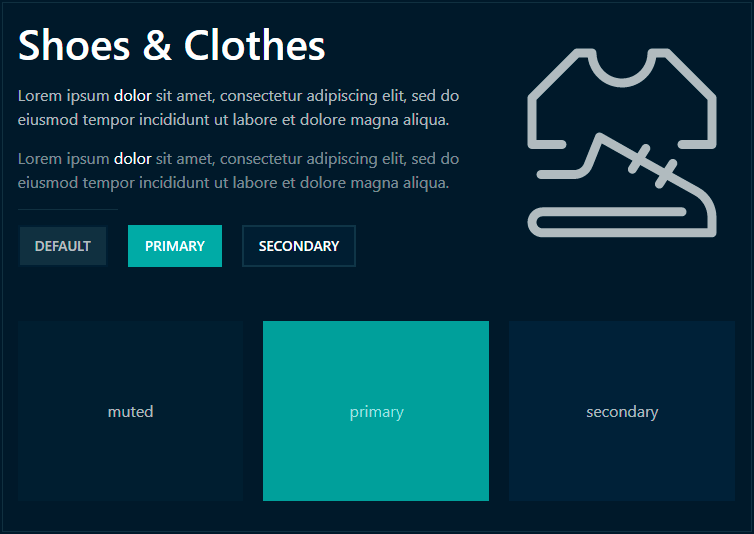 Shoes & Clothes
Lorem ipsum dolor sit amet, consectetur adipiscing elit, sed do
eiusmod tempor incididunt ut labore et dolore magna aliqua.
Lorem ipsum dolor sit amet, consectetur adipiscing elit, sed do
eiusmod tempor incididunt ut labore et dolore magna aliqua.
DEFAULT PRIMARY SECONDARY
muted primary secondary